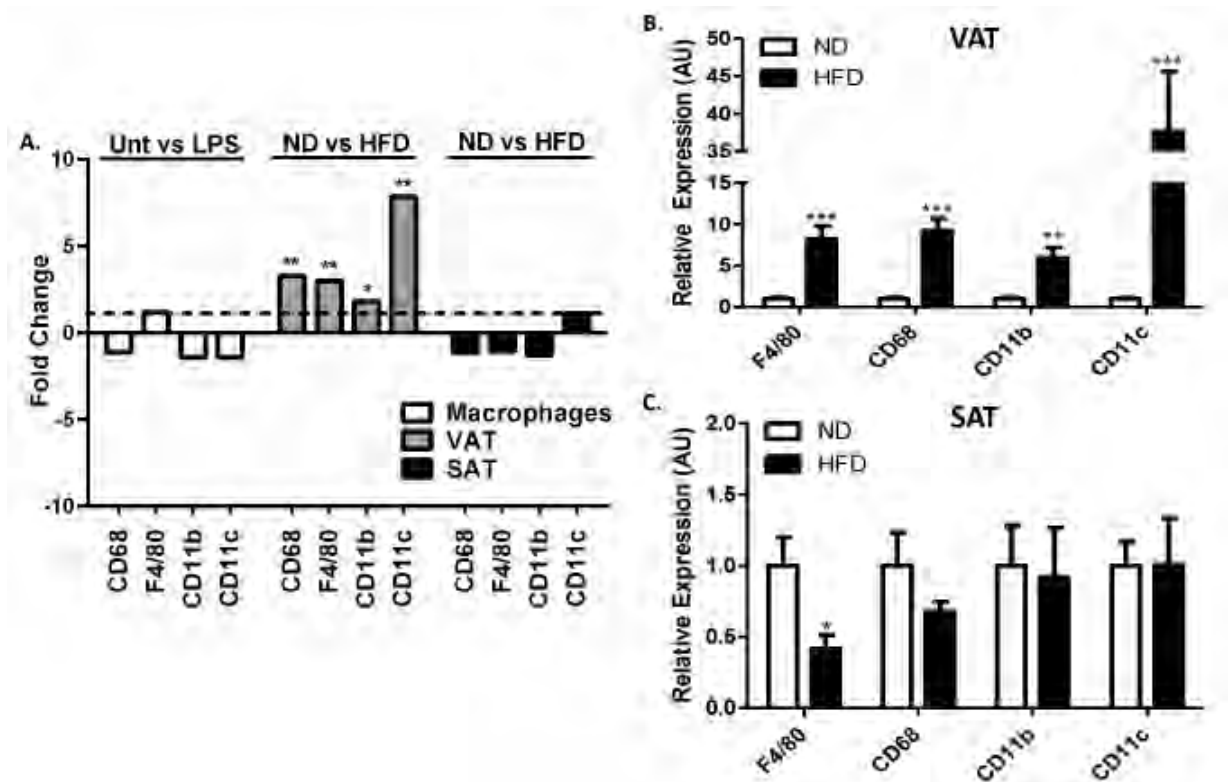 A.
Unt vs LPS
ND vs HFD
ND vs HFD
Fold Change
10
5
0
-5
-10
**
**
*
**
Macrophages
VAT
SAT
CD68
F4/80
CD11b
CD11c
CD68
F4/80
CD11b
CD11c
CD68
F4/80
CD11b
CD11c
B.
VAT
Relative Expression (AU)
ND
HFD
50
45
40
35
15
10
5
0
***
***
**
***
F4/80
CD68
CD11b
CD11c
C.
SAT
Relative Expression (AU)
ND
HFD
2.0
1.5
1.0
0.5
0.0
*
F4/80
CD68
CD11b
CD11c